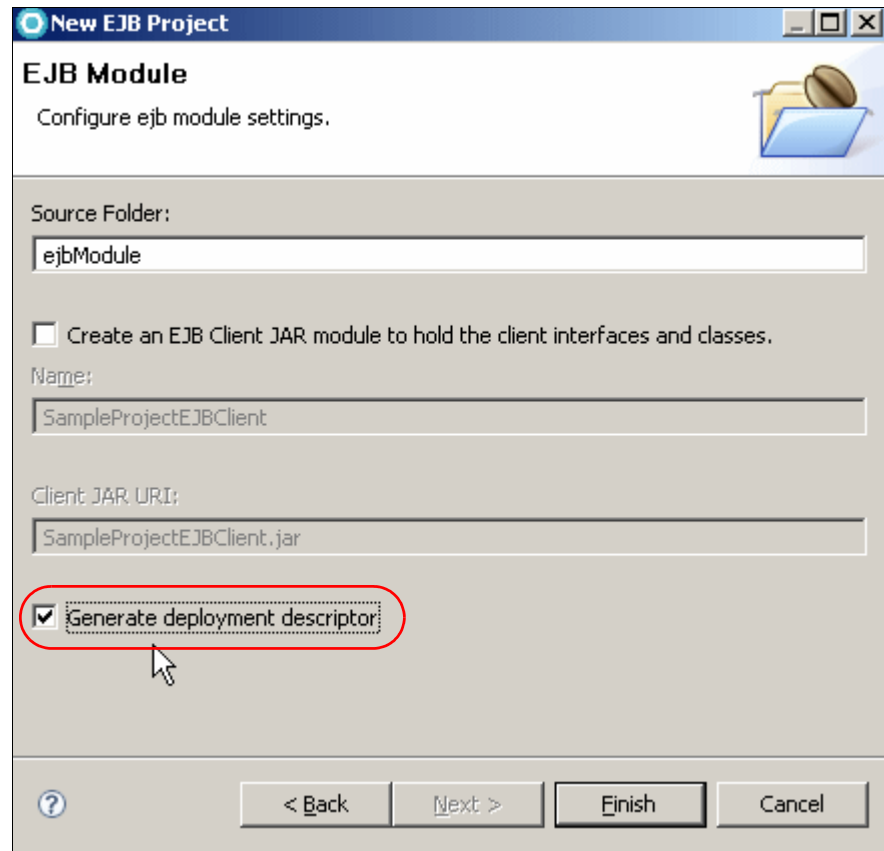 New EJB Project
EJB Module
Configure ejb module settings.
Source Folder:
ejbModule
Create an EJB Client JAR module to hold the client interfaces and classes.
Name:
SampleProjectEJBClient
Client JAR URI:
SampleProjectEJBClient.jar
Generate deployment descriptor
? < Back Next > Finish Cancel